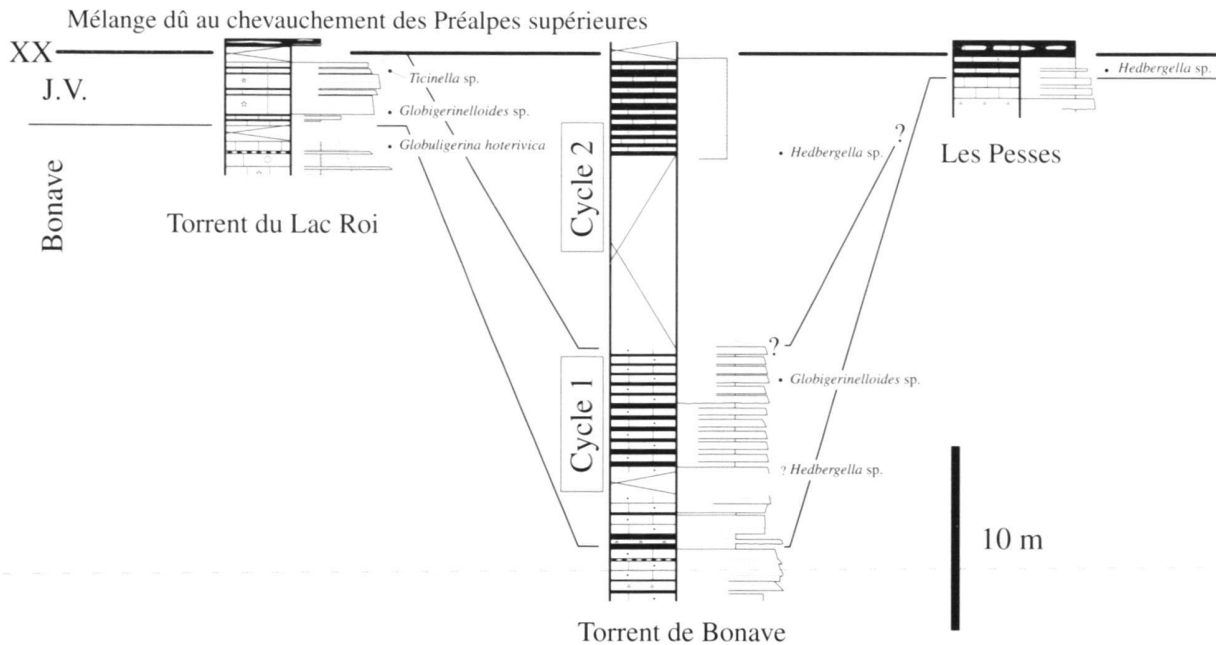 Mélange dû au chevauchement des Préalpes supérieures
XX
J.V.
Bonave
• Ticinella sp.
• Globigerinelloides sp.
• Globuligerina hoterivica
Torrent du Lac Roi
Cycle 2
• Hedbergella sp.
?
• Hedbergella sp.
Les Pesses
Cycle 1
?
• Globigerinelloides sp.
? Hedbergella sp.
10 m
Torrent de Bonave